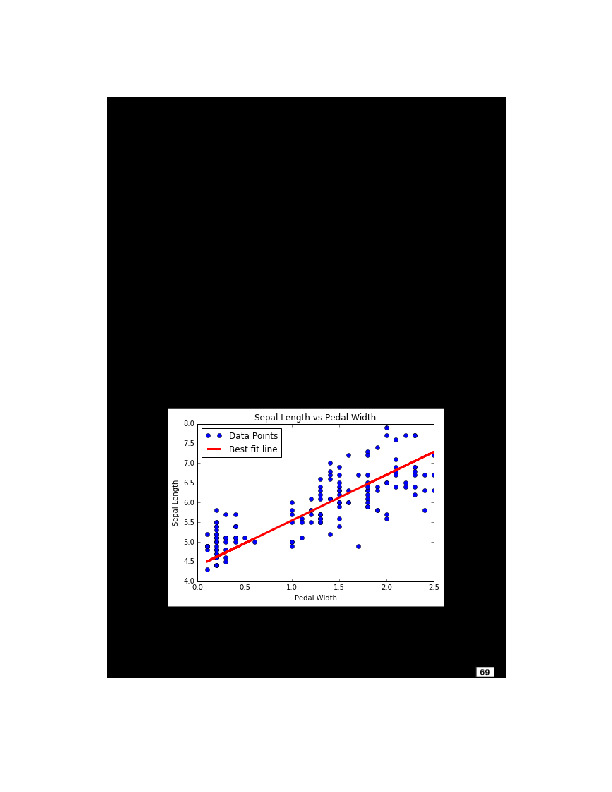 Sepal Length vs Pedal Width
8.0
7.5
7.0
6.5
6.0
5.5
5.0
4.5
4.0
Sepal Length
Data Points
Best fit line
0.0 0.5 1.0 1.5 2.0 2.5
Pedal Width
69